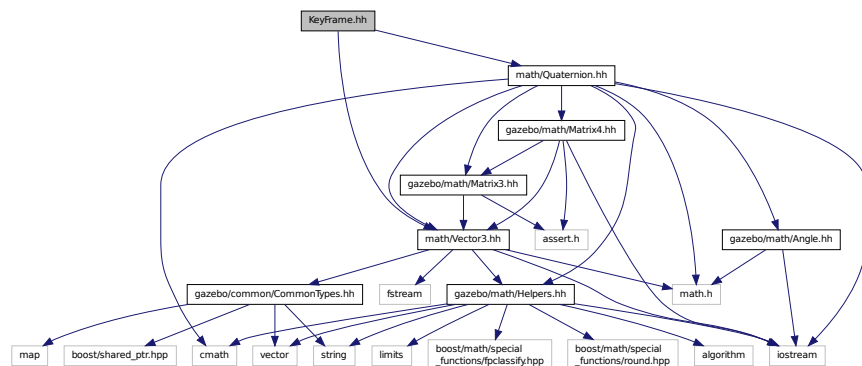 KeyFrame.hh
math/Quaternion.hh
gazebo/math/Matrix4.hh
gazebo/math/Matrix3.hh
math/Vector3.hh
assert.h
gazebo/math/Angle.hh
gazebo/common/CommonTypes.hh
fstream
gazebo/math/Helpers.hh
math.h
map
boost/shared_ptr.hpp
cmath
vector
string
limits
boost/math/special
_functions/fpclassify.hpp
boost/math/special
_functions/round.hpp
algorithm
iostream